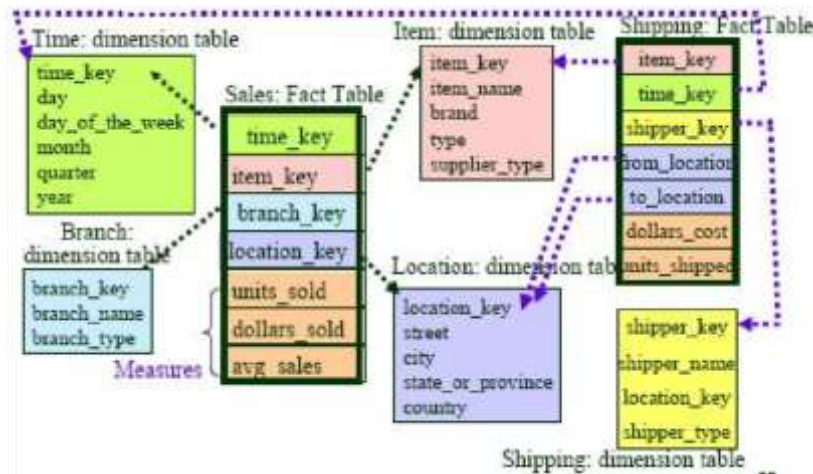 Time: dimension table
time_key
day
day_of_the_week
month
quarter
year
Branch:
dimension table
branch_key
branch_name
branch_type
Sales: Fact Table
time_key
item_key
branch_key
location_key
units_sold
dollars_sold
avg_sales
Measures
Item: dimension table
item_key
item_name
brand
type
supplier_type
Location: dimension table
location_key
street
city
state_or_province
country
Shipping: Fact Table
item_key
time_key
shipper_key
from_location
to_location
dollars_cost
units_shipped
shipper_key
shipper_name
location_key
shipper_type
Shipping: dimension table